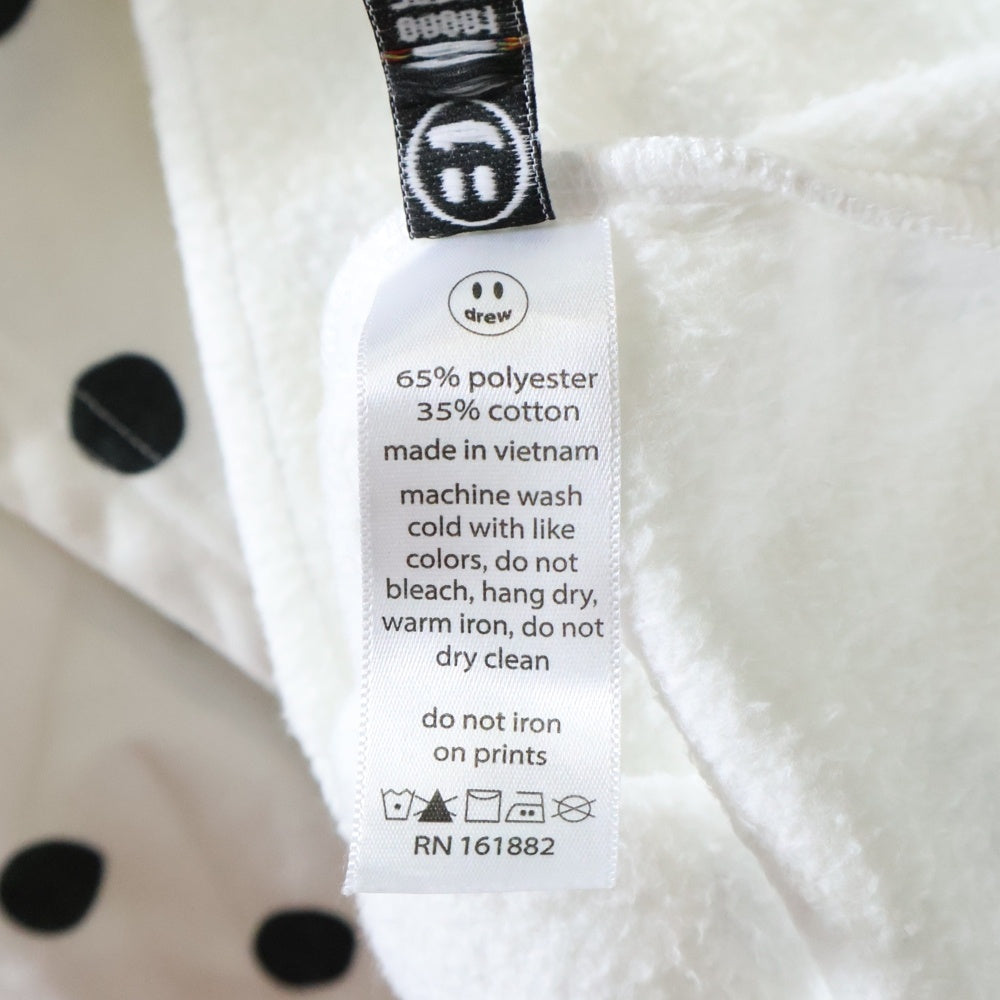 drew
65% polyester
35% cotton
made in vietnam
machine wash
cold with like
colors, do not
bleach, hang dry,
warm iron, do not
dry clean
do not iron
on prints
RN 161882